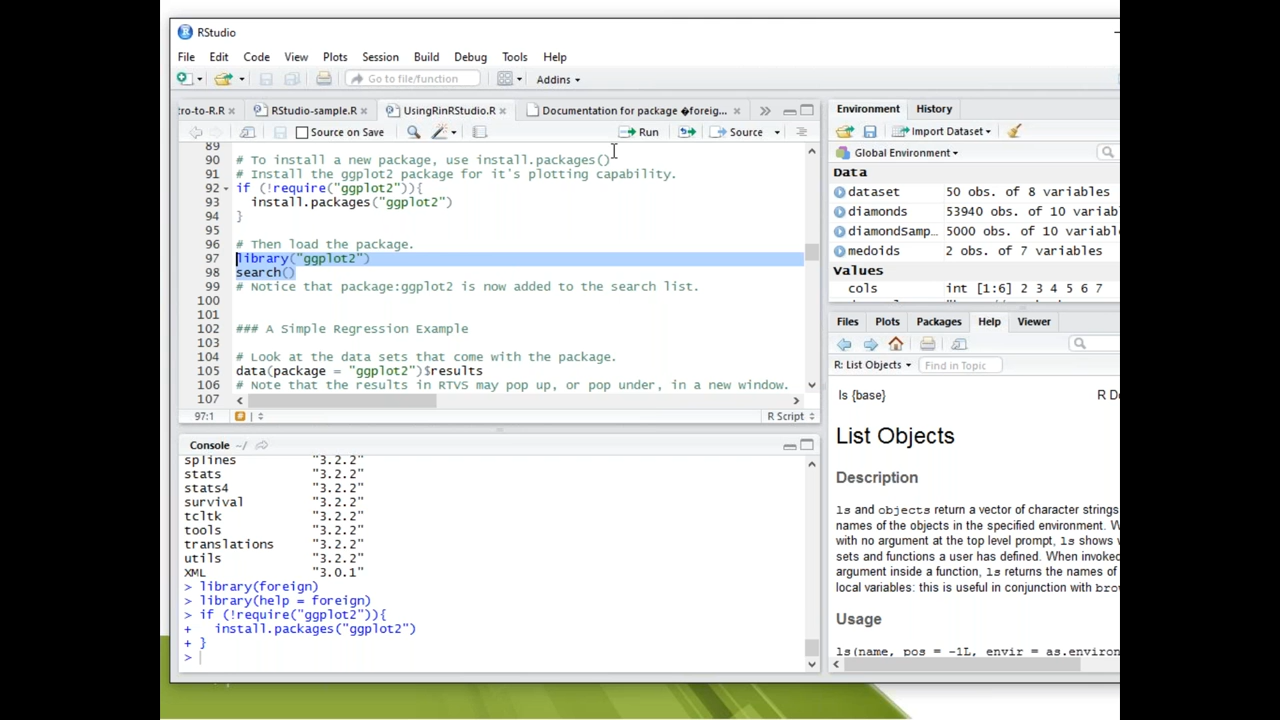 RStudio
File Edit Code View Plots Session Build Debug Tools Help
Go to file/function Addins
tro-to-R.R RStudio-sample.R UsingRinRStudio.R Documentation for package �foreig...
Source on Save Run Source
89
90 # To install a new package, use install.packages()
91 # Install the ggplot2 package for it's plotting capability.
92 if (!require("ggplot2")){
93 install.packages("ggplot2")
94 }
95
96 # Then load the package.
97 library("ggplot2")
98 search()
99 # Notice that package:ggplot2 is now added to the search list.
100
101
102 ### A Simple Regression Example
103
104 # Look at the data sets that come with the package.
105 data(package = "ggplot2")$results
106 # Note that the results in RTVS may pop up, or pop under, in a new window.
107
97:1 R Script
Console ~/
splines "3.2.2"
stats "3.2.2"
stats4 "3.2.2"
survival "3.2.2"
tcltk "3.2.2"
tools "3.2.2"
translations "3.2.2"
utils "3.2.2"
XML "3.0.1"
> library(foreign)
> library(help = foreign)
> if (!require("ggplot2")){
+ install.packages("ggplot2")
+ }
>
Environment History
Import Dataset
Global Environment
Data
dataset 50 obs. of 8 variables
diamonds 53940 obs. of 10 variabl
diamondSamp… 5000 obs. of 10 variab
medoids 2 obs. of 7 variables
Values
cols int [1:6] 2 3 4 5 6 7
Files Plots Packages Help Viewer
R: List Objects Find in Topic
ls {base} R D
List Objects
Description
ls and objects return a vector of character strings
names of the objects in the specified environment. W
with no argument at the top level prompt, ls shows w
sets and functions a user has defined. When invoked
argument inside a function, ls returns the names of
local variables: this is useful in conjunction with brow
Usage
ls(name, pos = -1L, envir = as.environ